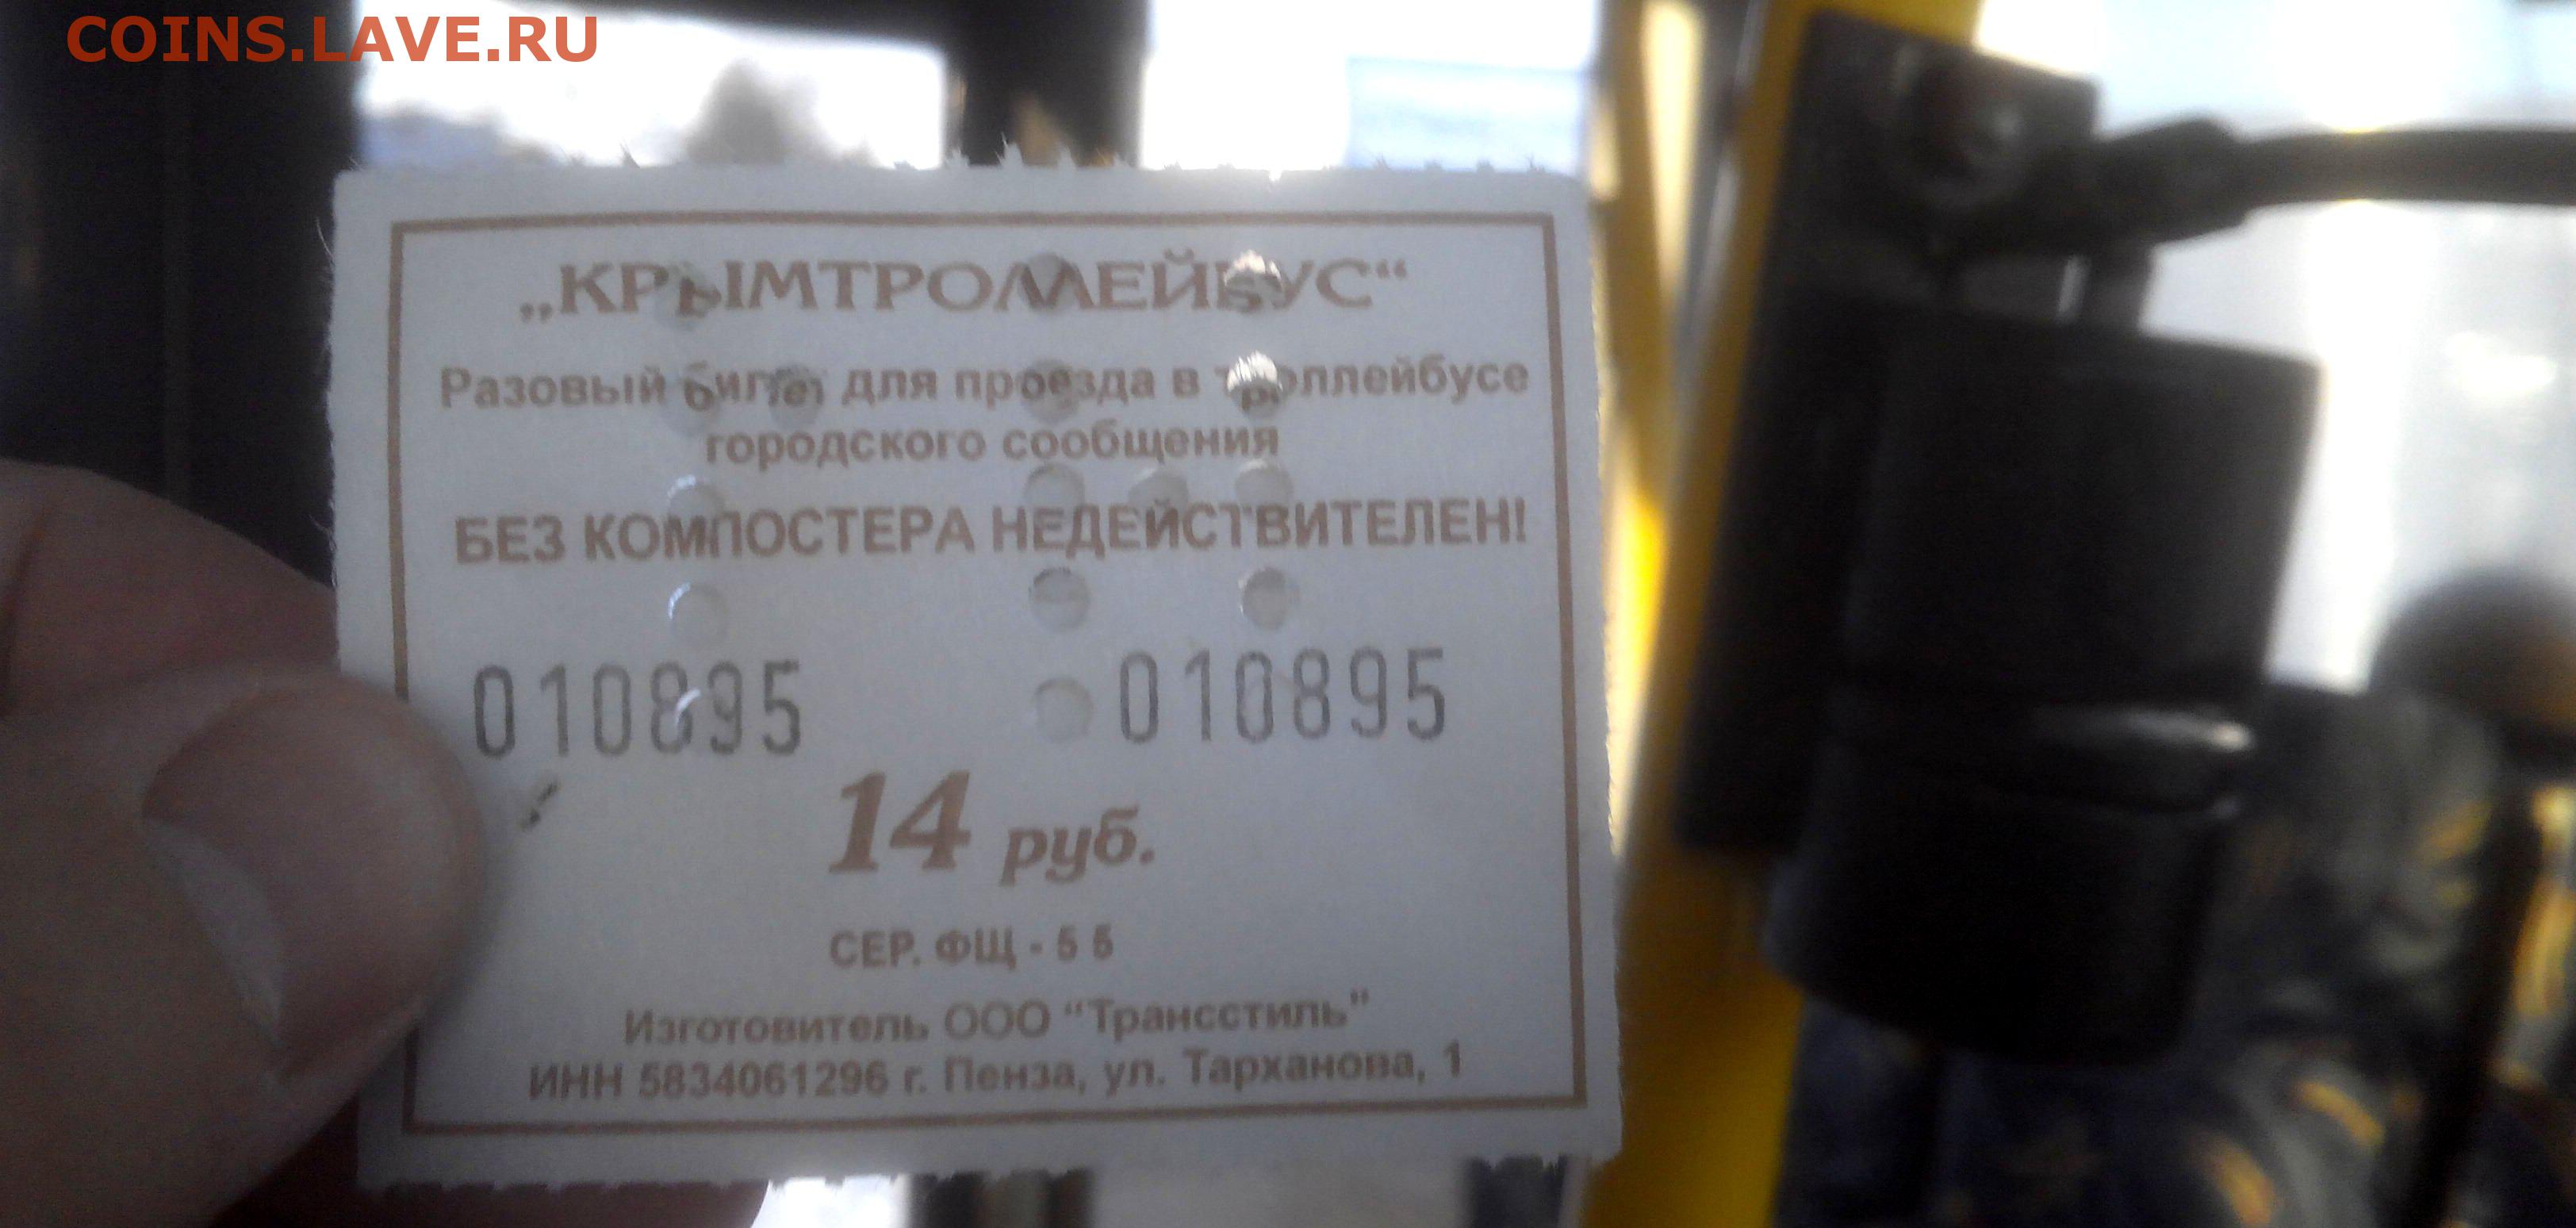 COINS.LAVE.RU
„КРЫМТРОЛЛЕЙБУС“
Разовый билет для проезда в троллейбусе
городского сообщения
БЕЗ КОМПОСТЕРА НЕДЕЙСТВИТЕЛЕН!
010895 010895
14 руб.
СЕР. ФЩ - 5 5
Изготовитель ООО "Трансстиль"
ИНН 5834061296 г. Пенза, ул. Тарханова, 1